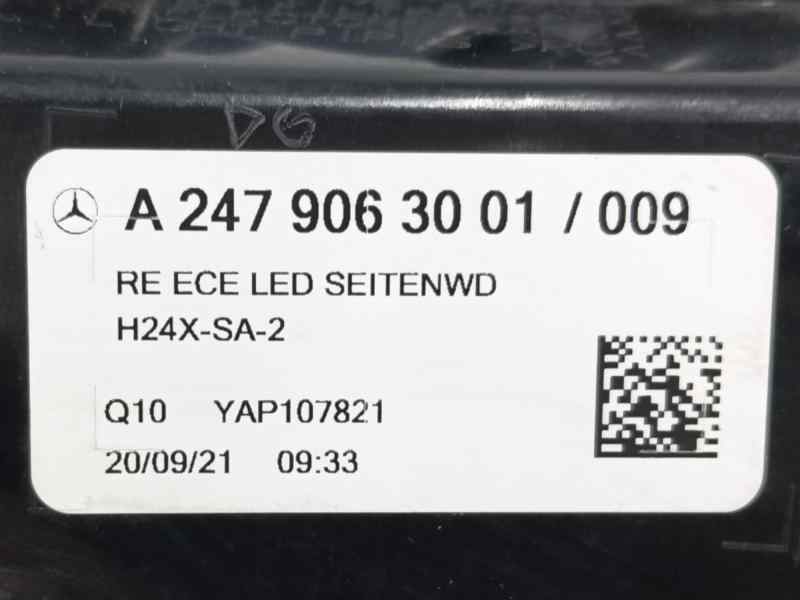 DG
A 247 906 30 01 / 009
RE ECE LED SEITENWD
H24X-SA-2
Q10 YAP107821
20/09/21 09:33